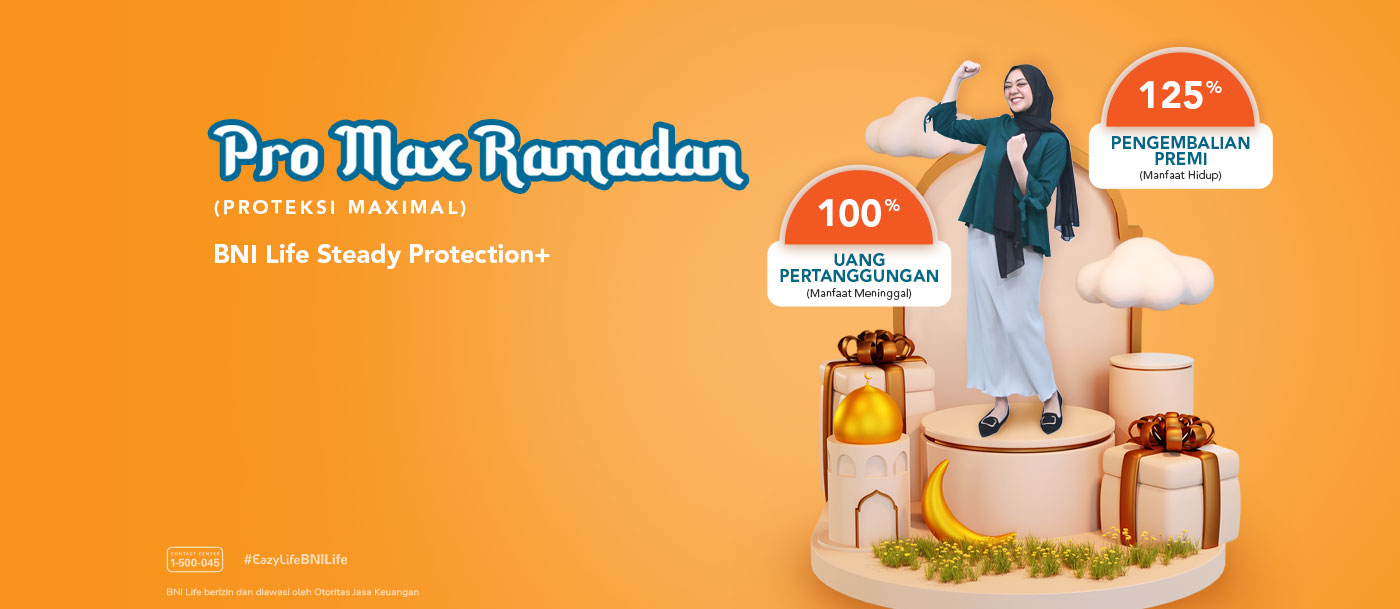 Pro Max Ramadan
(PROTEKSI MAXIMAL)
BNI Life Steady Protection+
125%
PENGEMBALIAN
PREMI
(Manfaat Hidup)
100%
UANG
PERTANGGUNGAN
(Manfaat Meninggal)
CONTACT CENTER
1-500-045
#EazyLifeBNILife
BNI Life berizin dan diawasi oleh Otoritas Jasa Keuangan